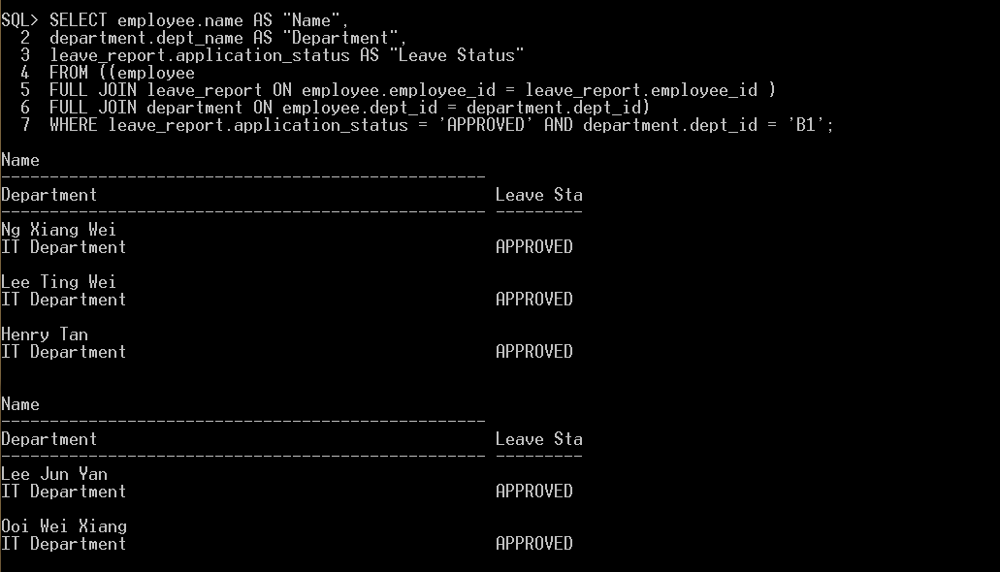 SQL> SELECT employee.name AS "Name",
  2  department.dept_name AS "Department",
  3  leave_report.application_status AS "Leave Status"
  4  FROM ((employee
  5  FULL JOIN leave_report ON employee.employee_id = leave_report.employee_id )
  6  FULL JOIN department ON employee.dept_id = department.dept_id)
  7  WHERE leave_report.application_status = 'APPROVED' AND department.dept_id = 'B1';
Name
--------------------------------------------------
Department                                         Leave Sta
-------------------------------------------------- ---------
Ng Xiang Wei
IT Department                                      APPROVED
Lee Ting Wei
IT Department                                      APPROVED
Henry Tan
IT Department                                      APPROVED
Name
--------------------------------------------------
Department                                         Leave Sta
-------------------------------------------------- ---------
Lee Jun Yan
IT Department                                      APPROVED
Ooi Wei Xiang
IT Department                                      APPROVED